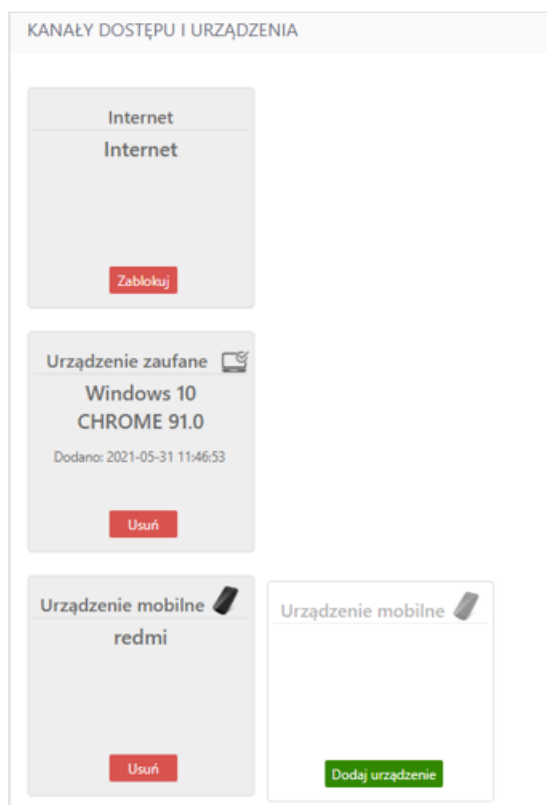 KANAŁY DOSTĘPU I URZĄDZENIA
Internet
Internet
Zablokuj
Urządzenie zaufane
Windows 10
CHROME 91.0
Dodano: 2021-05-31 11:46:53
Usuń
Urządzenie mobilne
redmi
Usuń
Urządzenie mobilne
Dodaj urządzenie